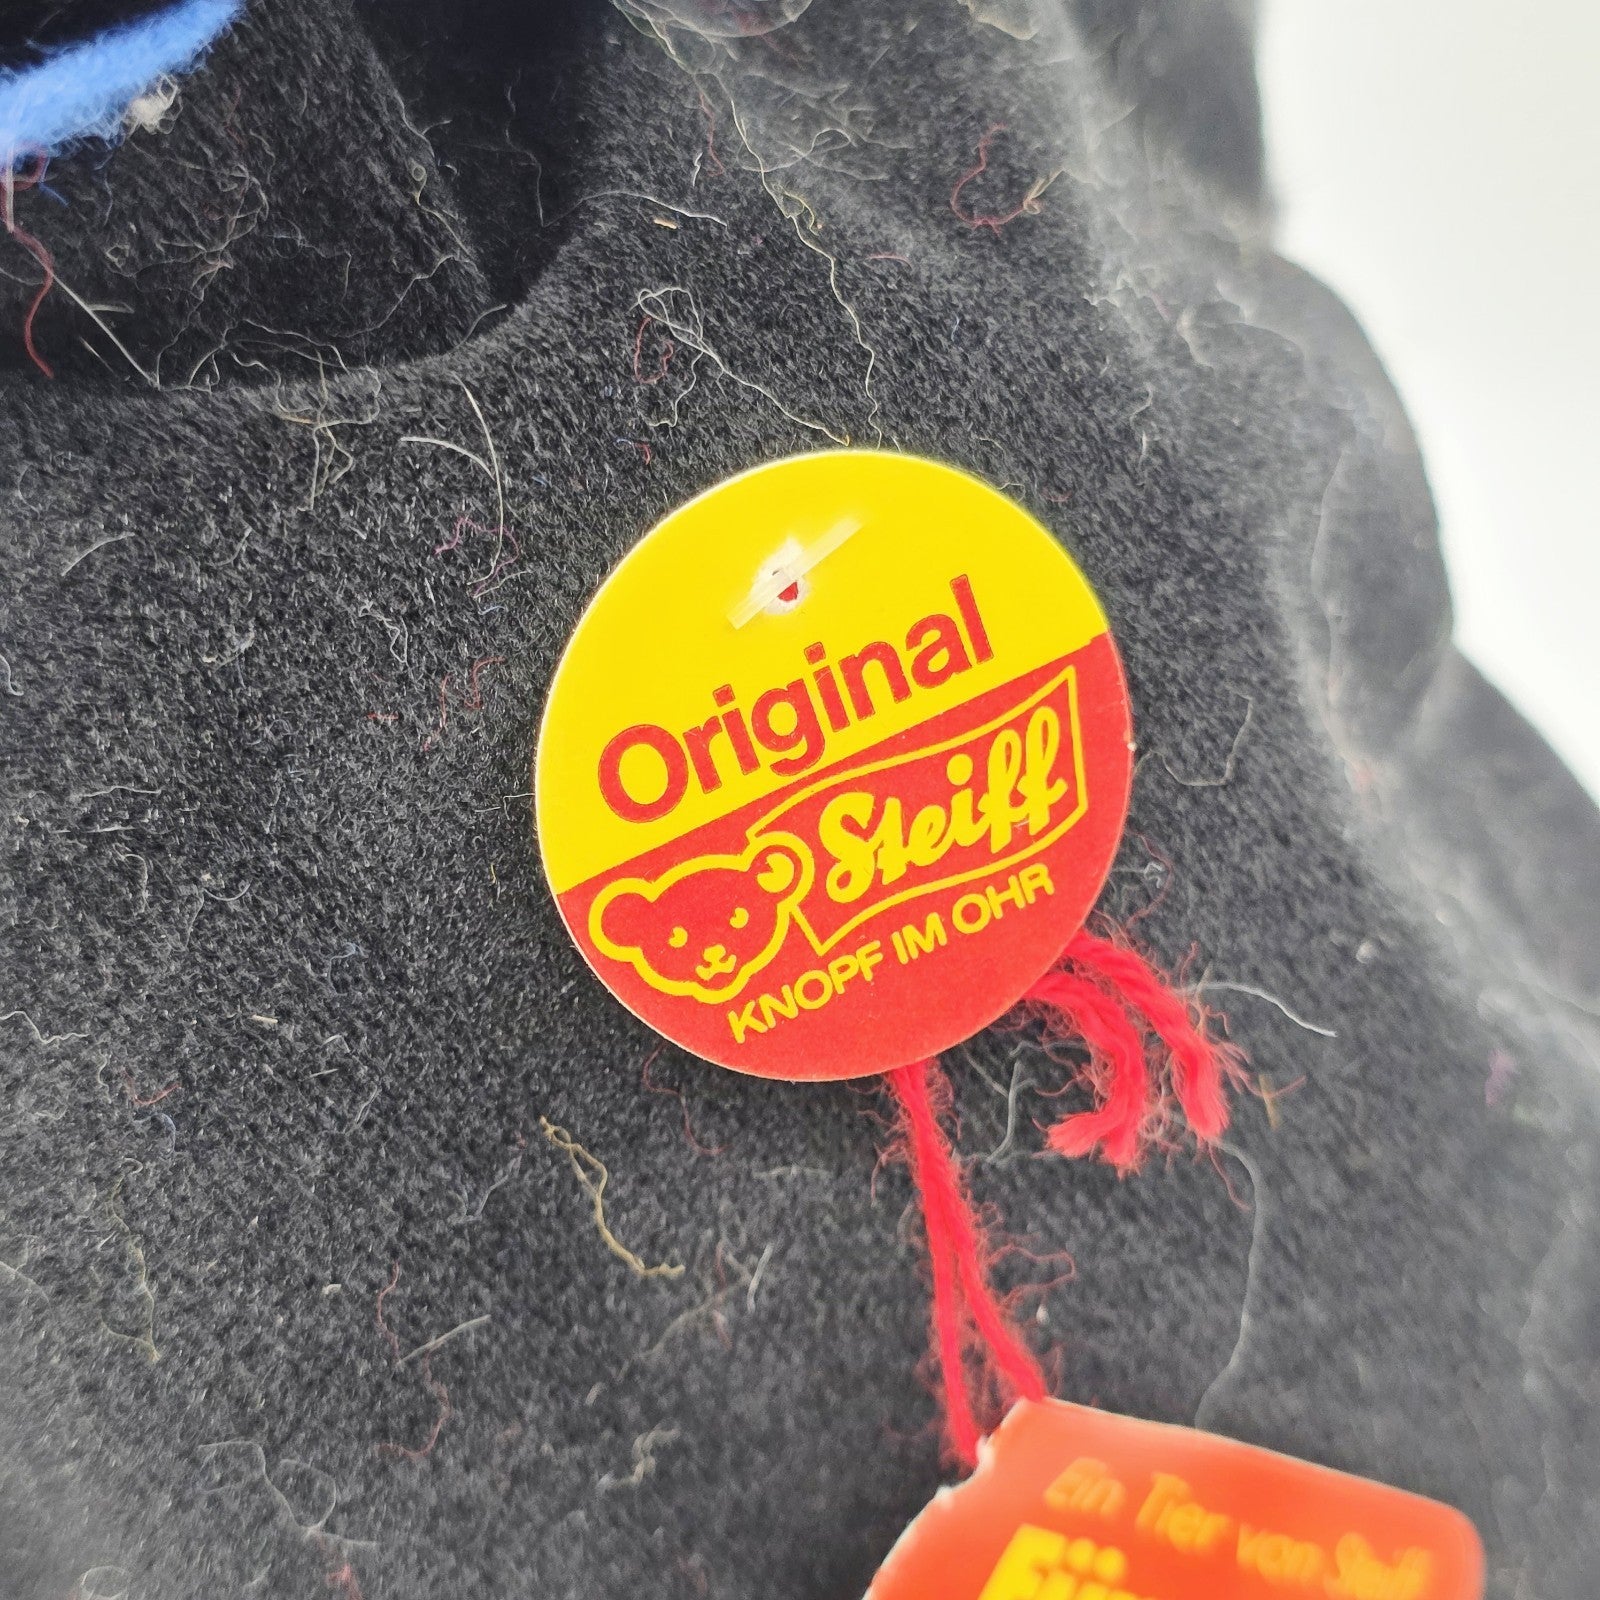 Original
Steiff
KNOPF IM OHR
Ein Tier von Steiff